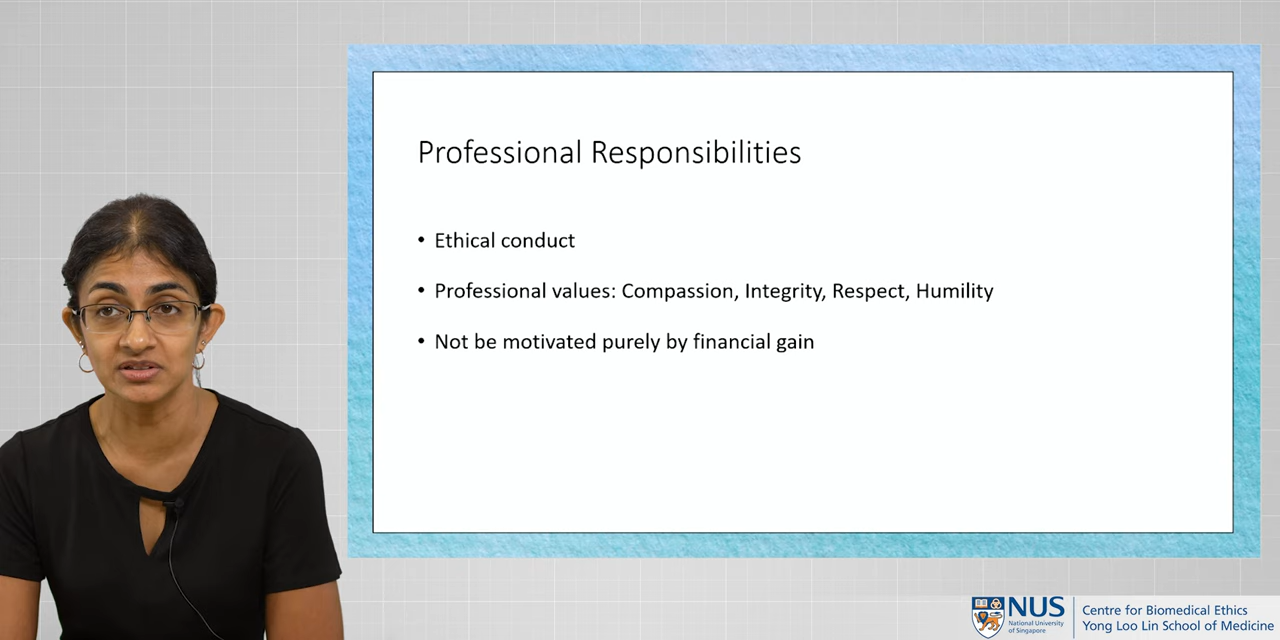 Professional Responsibilities
• Ethical conduct
• Professional values: Compassion, Integrity, Respect, Humility
• Not be motivated purely by financial gain
NUS
National University
of Singapore
Centre for Biomedical Ethics
Yong Loo Lin School of Medicine